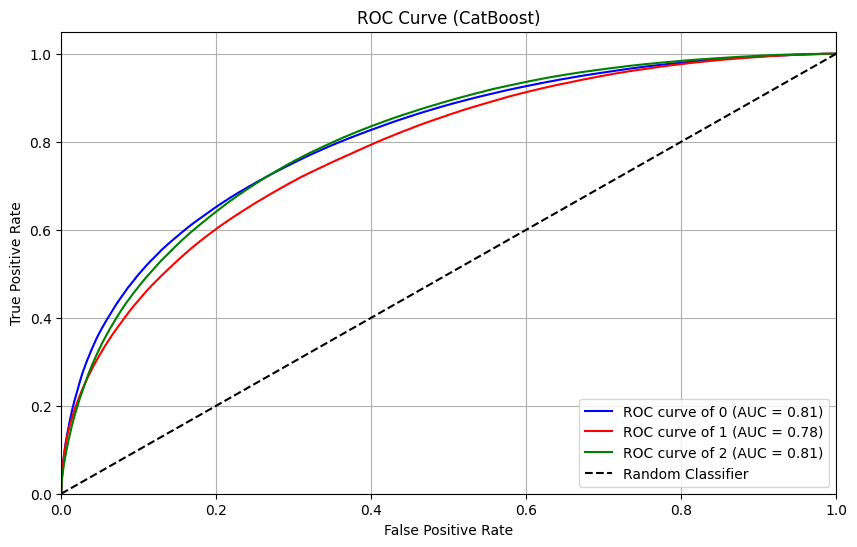 ROC Curve (CatBoost)
True Positive Rate
1.0
0.8
0.6
0.4
0.2
0.0
0.0 0.2 0.4 0.6 0.8 1.0
False Positive Rate
ROC curve of 0 (AUC = 0.81)
ROC curve of 1 (AUC = 0.78)
ROC curve of 2 (AUC = 0.81)
Random Classifier